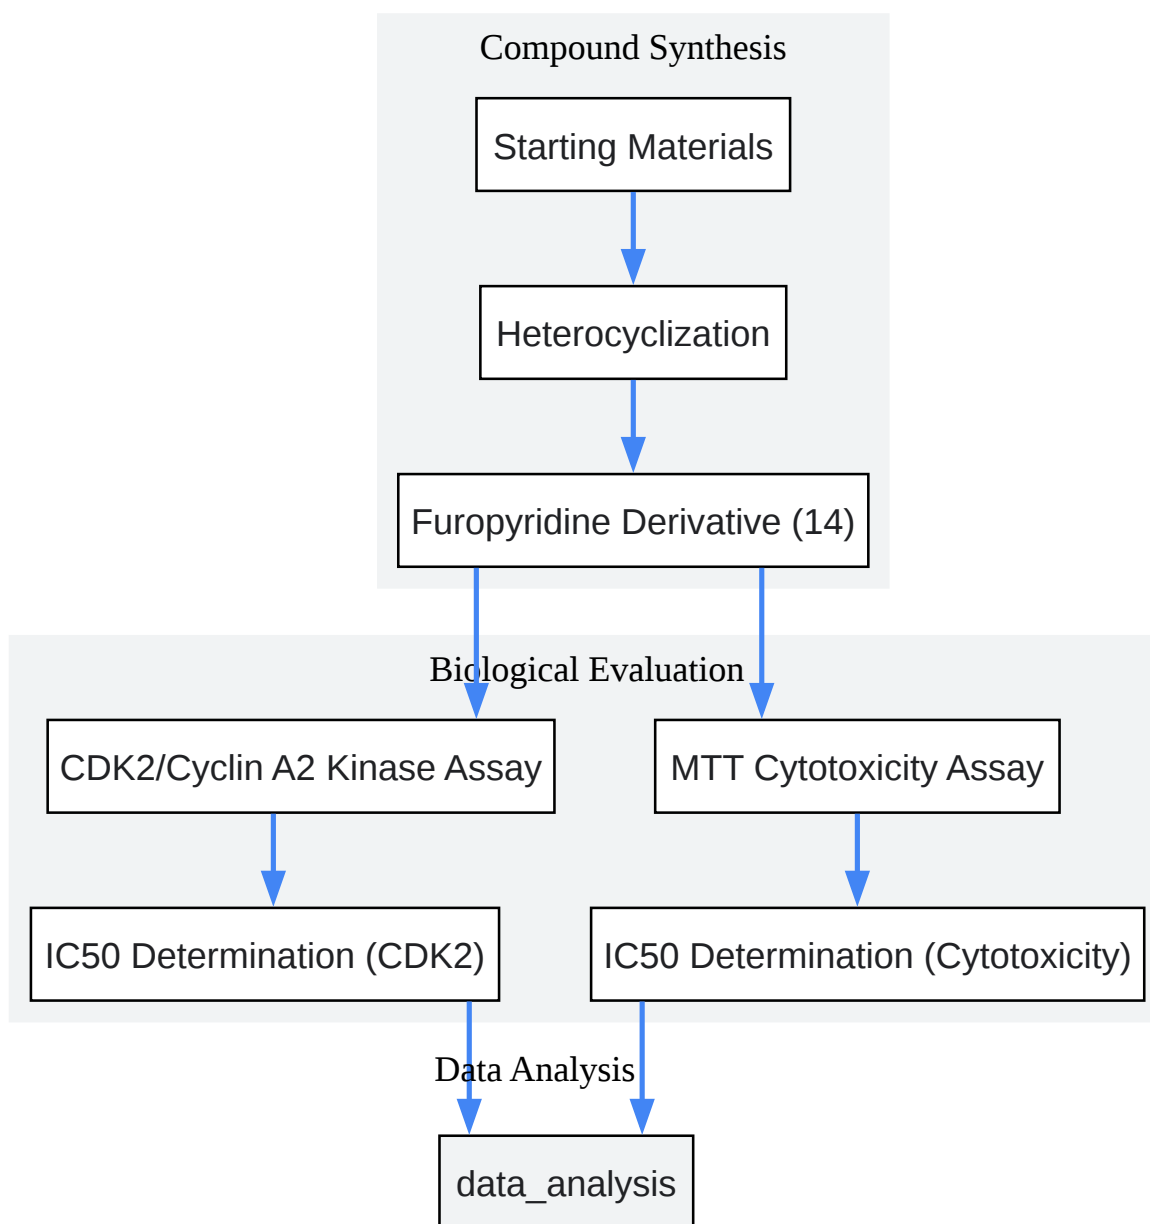 Compound Synthesis
Starting Materials
Heterocyclization
Furopyridine Derivative (14)
Biological Evaluation
CDK2/Cyclin A2 Kinase Assay
MTT Cytotoxicity Assay
IC50 Determination (CDK2)
IC50 Determination (Cytotoxicity)
Data Analysis
data_analysis